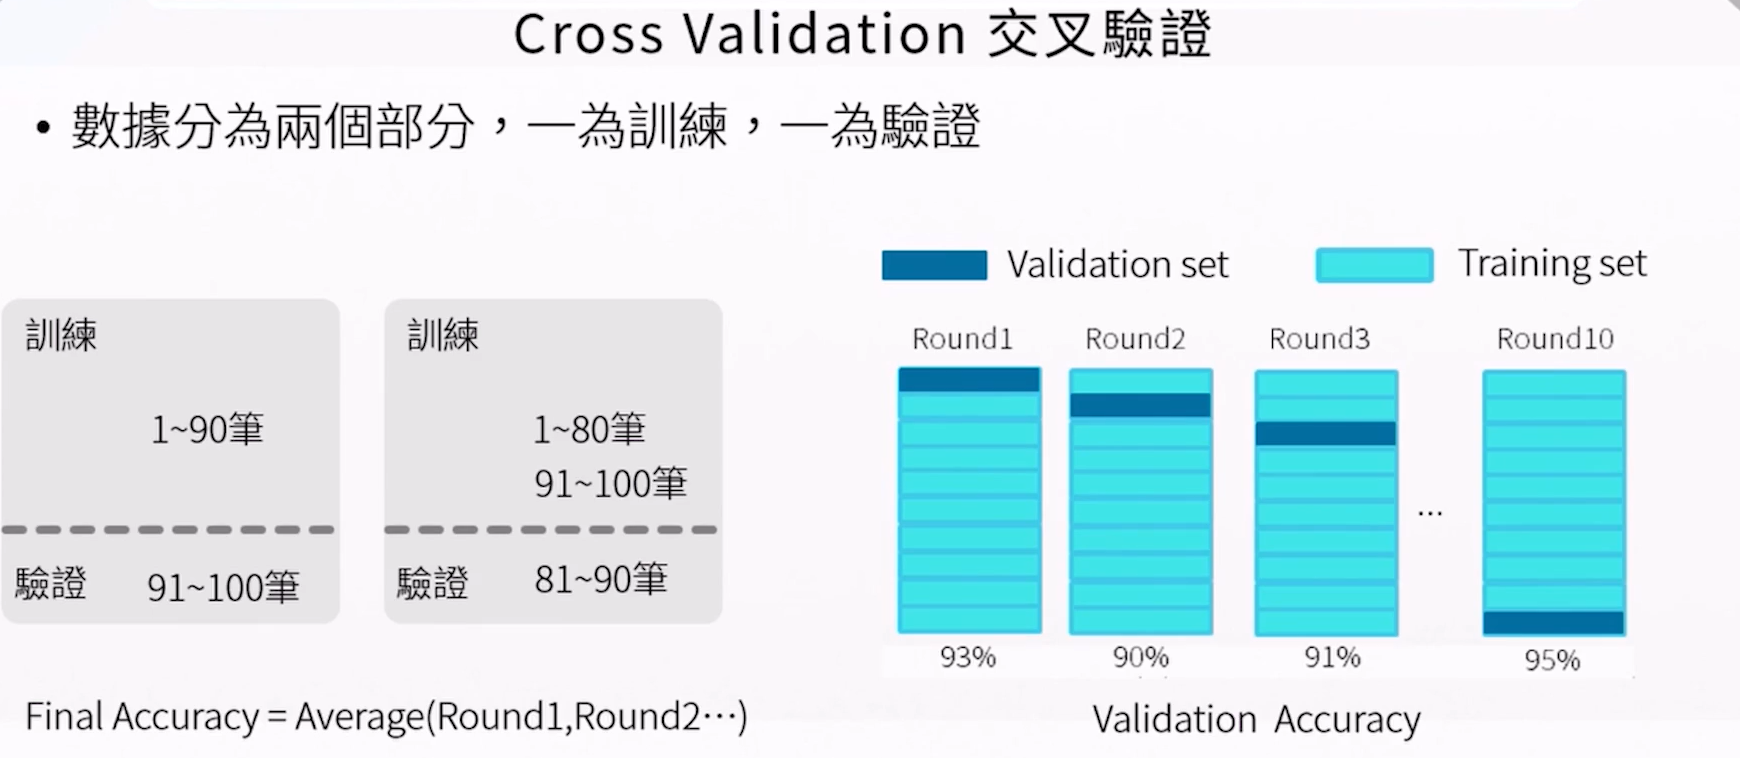 Cross Validation 交叉驗證
• 數據分為兩個部分，一為訓練，一為驗證
訓練
1~90筆
驗證 91~100筆
訓練
1~80筆
91~100筆
驗證 81~90筆
Final Accuracy = Average(Round1,Round2⋯)
Validation set Training set
Round1 Round2 Round3 Round10
...
93% 90% 91% 95%
Validation Accuracy